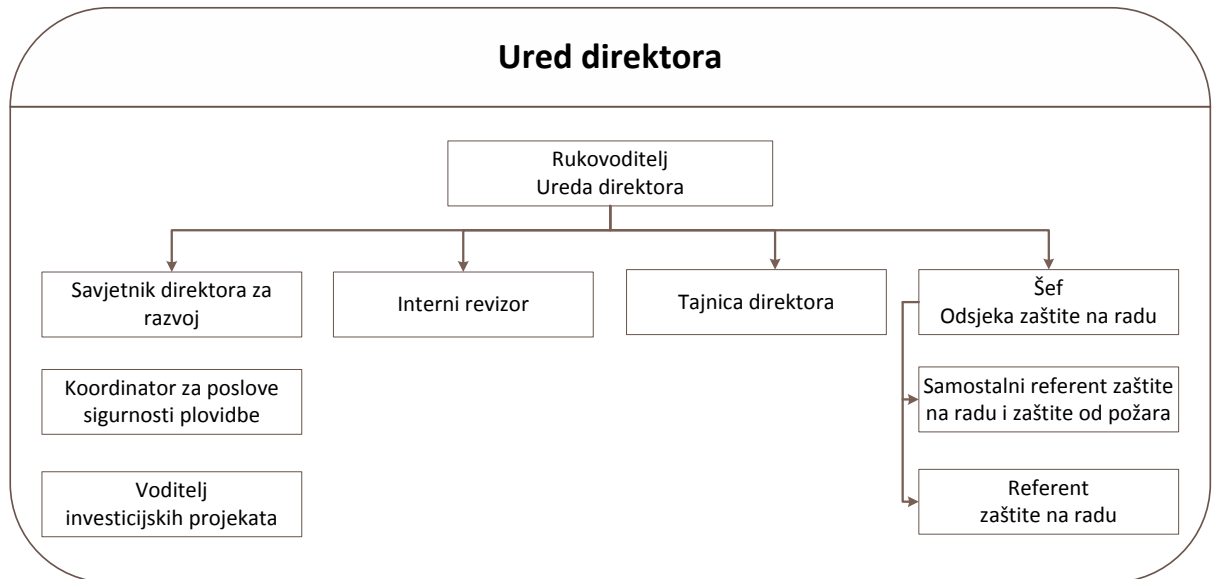 Ured direktora
Rukovoditelj
Ureda direktora
Savjetnik direktora za
razvoj
Interni revizor
Tajnica direktora
Šef
Odsjeka zaštite na radu
Koordinator za poslove
sigurnosti plovidbe
Samostalni referent zaštite
na radu i zaštite od požara
Voditelj
investicijskih projekata
Referent
zaštite na radu